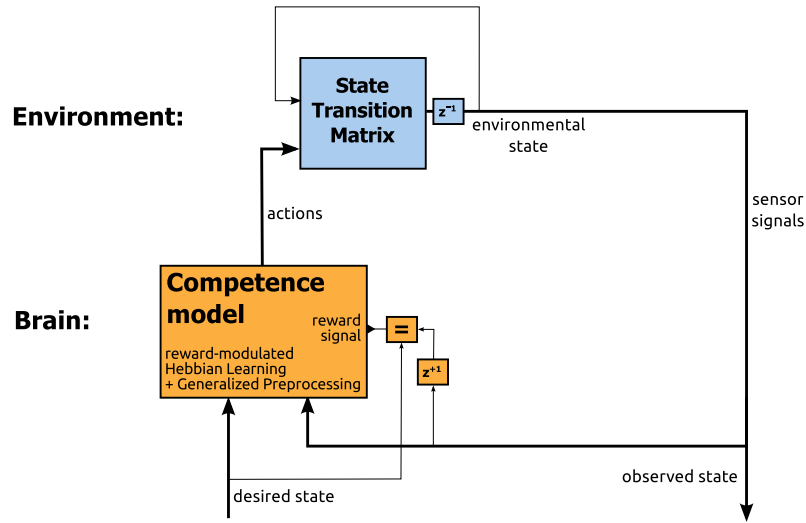 State
Transition
Matrix
z⁻¹
Environment:
environmental
state
actions
sensor
signals
Competence
model
reward
signal
=
Brain:
reward-modulated
Hebbian Learning
+ Generalized Preprocessing
z⁺¹
observed state
desired state